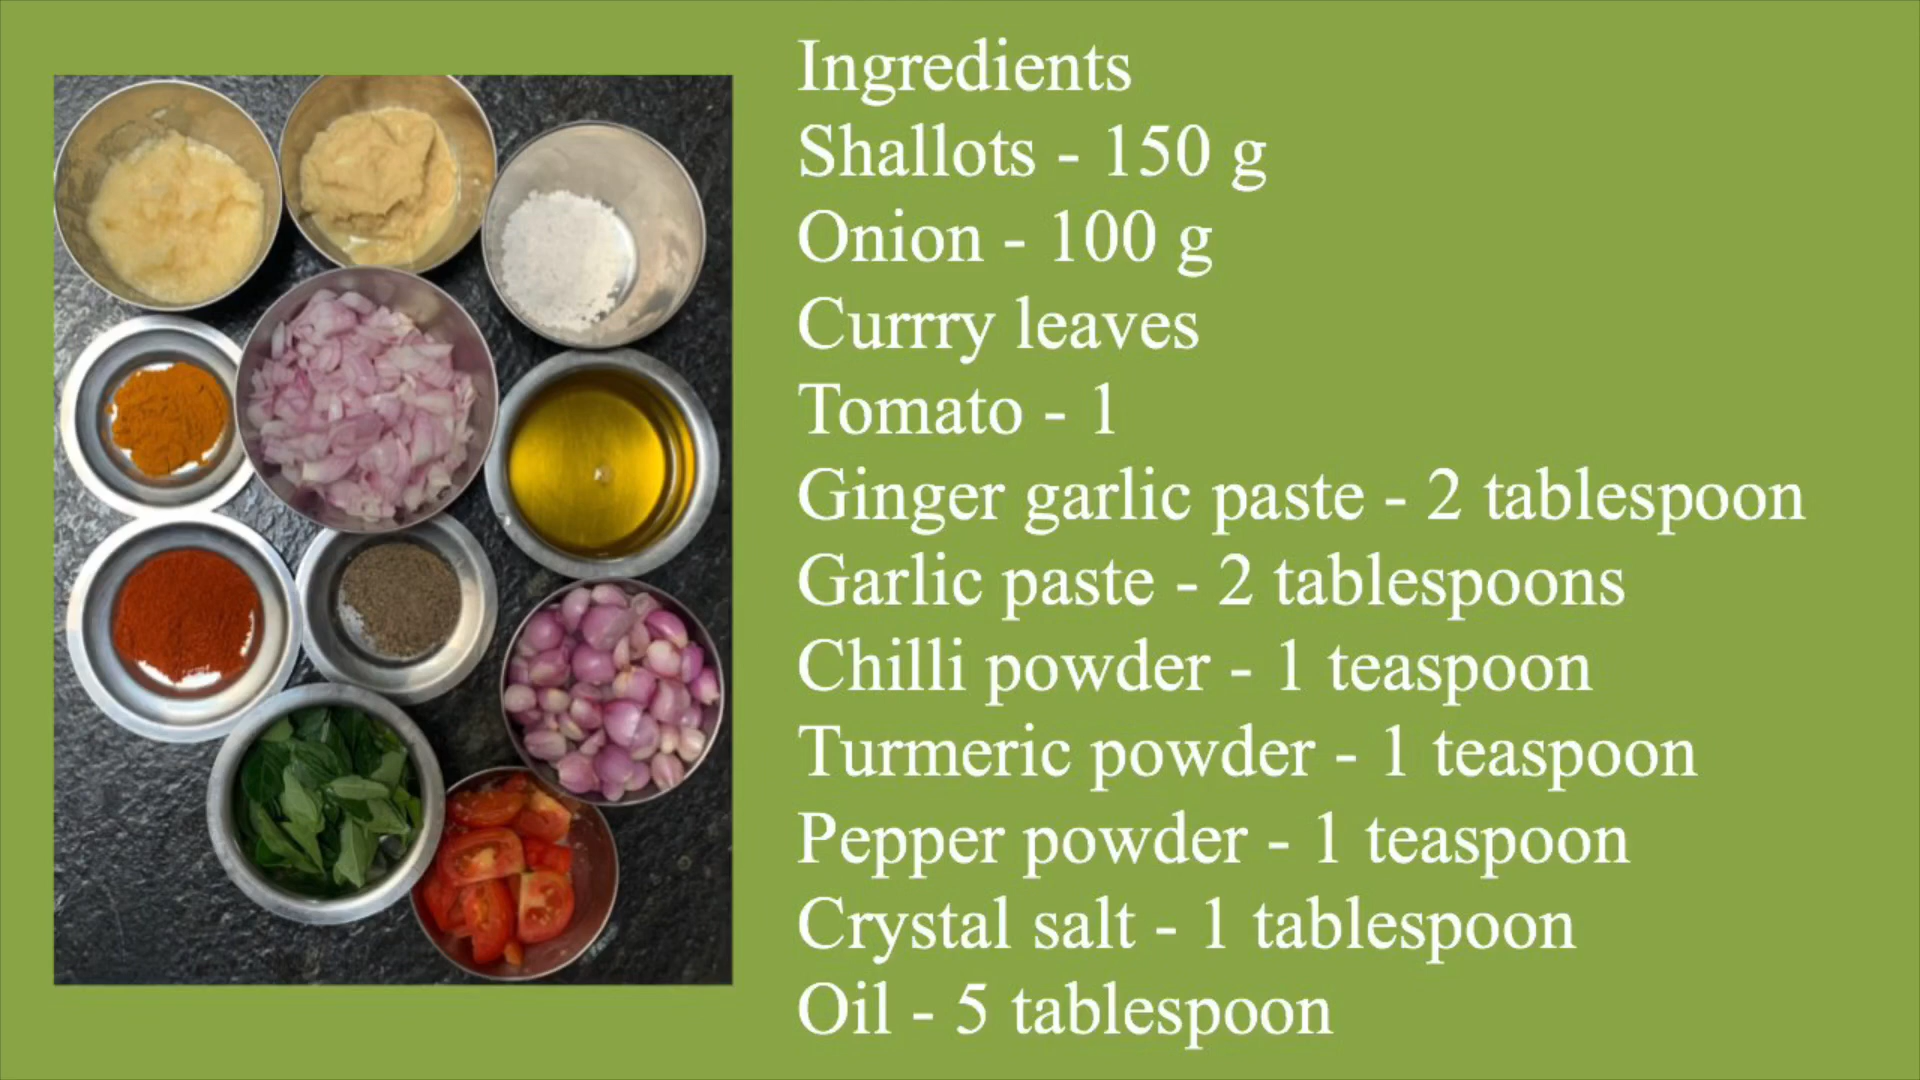 Ingredients
Shallots - 150 g
Onion - 100 g
Currry leaves
Tomato - 1
Ginger garlic paste - 2 tablespoon
Garlic paste - 2 tablespoons
Chilli powder - 1 teaspoon
Turmeric powder - 1 teaspoon
Pepper powder - 1 teaspoon
Crystal salt - 1 tablespoon
Oil - 5 tablespoon